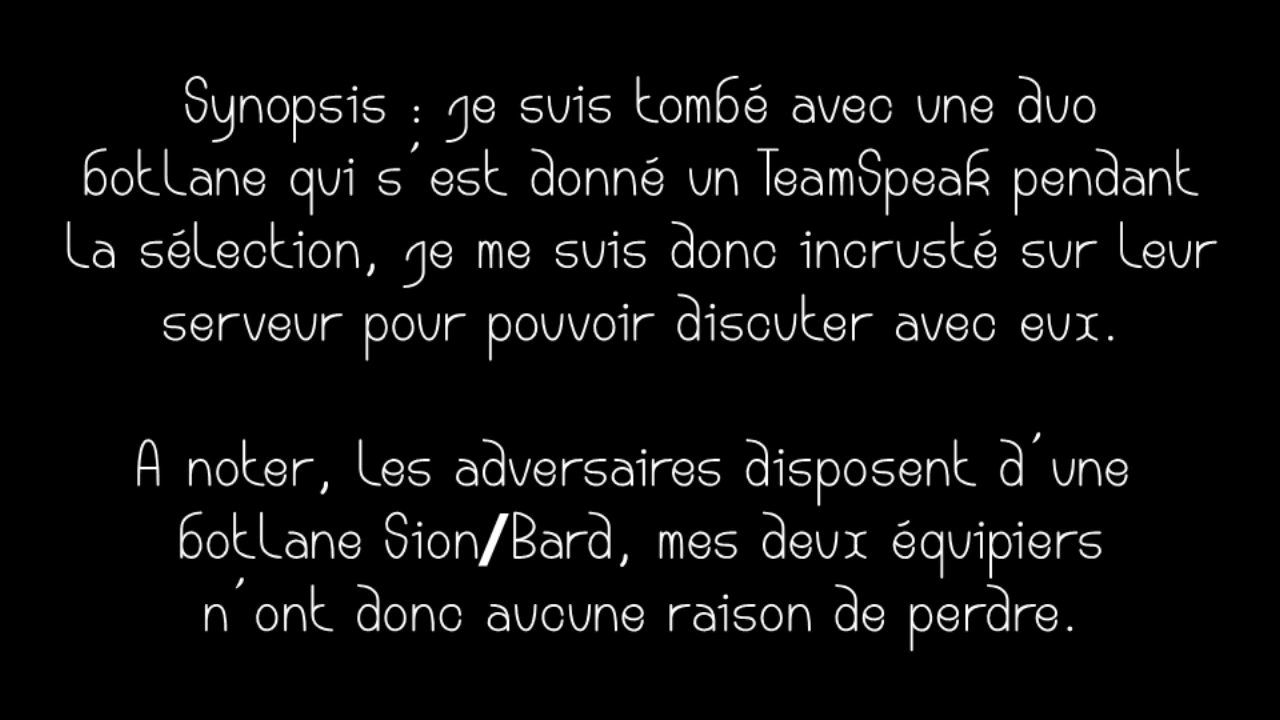 Synopsis : je suis tombé avec une duo
botlane qui s'est donné un TeamSpeak pendant
la sélection, je me suis donc incrusté sur leur
serveur pour pouvoir discuter avec eux.
A noter, les adversaires disposent d'une
botlane Sion/Bard, mes deux équipiers
n'ont donc aucune raison de perdre.